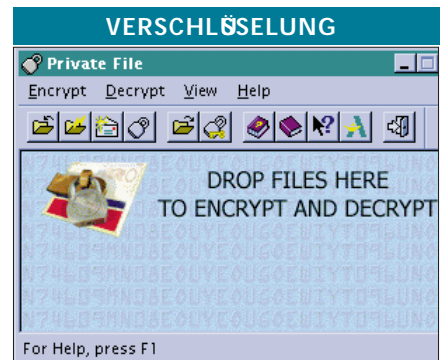 VERSCHLÜSSELUNG
Private File
Encrypt Decrypt View Help
DROP FILES HERE
TO ENCRYPT AND DECRYPT
For Help, press F1